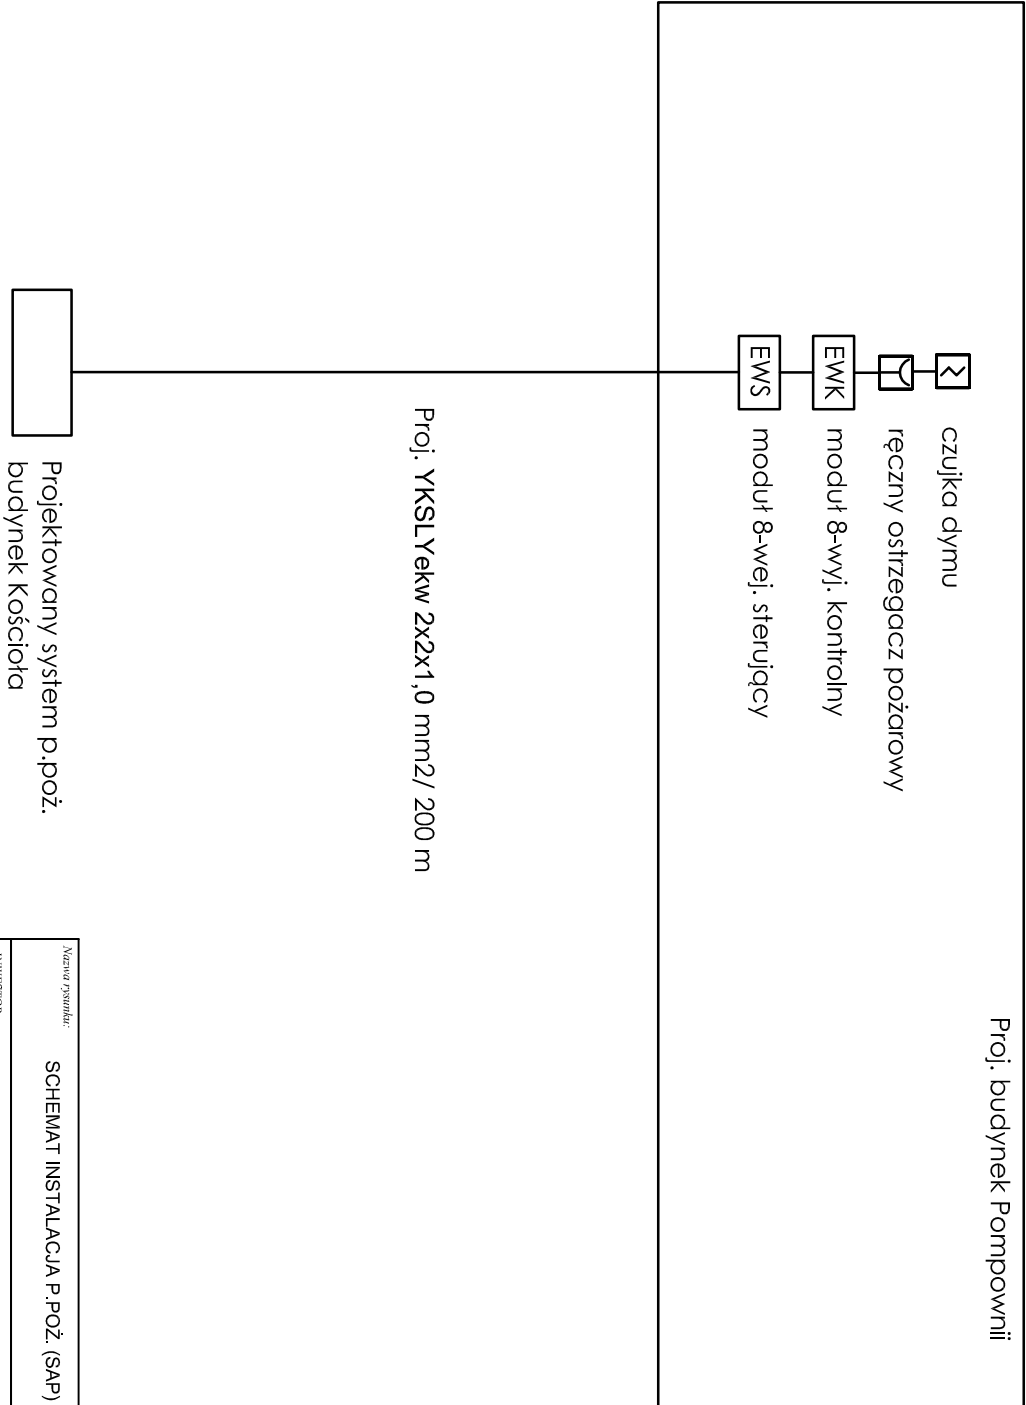 Proj. budynek Pompownii
czujka dymu
ręczny ostrzegacz pożarowy
EWK
moduł 8-wyj. kontrolny
EWS
moduł 8-wej. sterujący
Proj. YKSLYekw 2x2x1,0 mm2/ 200 m
Projektowany system p.poż.
budynek Kościoła
Nazwa rysunku:
SCHEMAT INSTALACJA P.POŻ. (SAP)